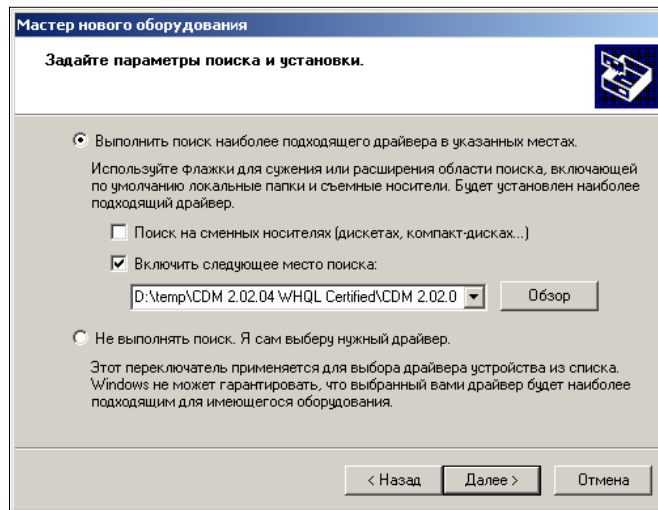 Мастер нового оборудования
Задайте параметры поиска и установки.
Выполнить поиск наиболее подходящего драйвера в указанных местах.
Используйте флажки для сужения или расширения области поиска, включающей
по умолчанию локальные папки и съемные носители. Будет установлен наиболее
подходящий драйвер.
Поиск на сменных носителях (дискетах, компакт-дисках...)
Включить следующее место поиска:
D:\temp\CDM 2.02.04 WHQL Certified\CDM 2.02.0
Обзор
Не выполнять поиск. Я сам выберу нужный драйвер.
Этот переключатель применяется для выбора драйвера устройства из списка.
Windows не может гарантировать, что выбранный вами драйвер будет наиболее
подходящим для имеющегося оборудования.
< Назад
Далее >
Отмена